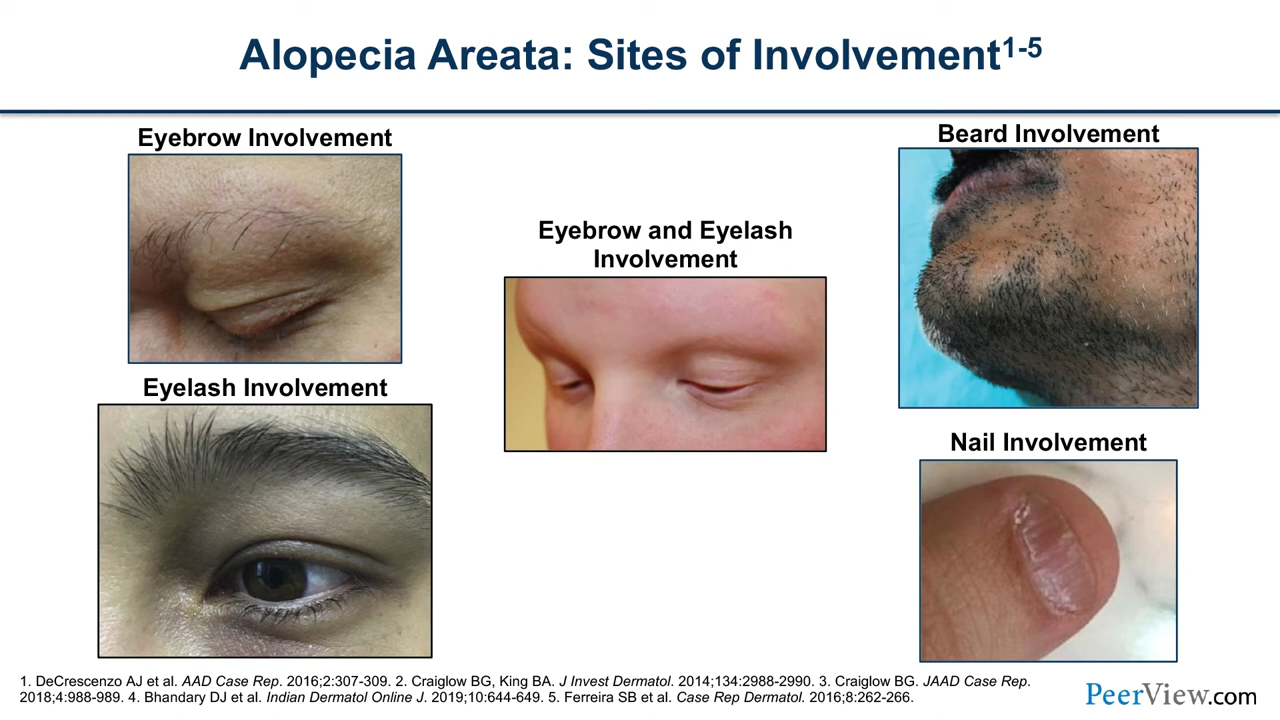 Alopecia Areata: Sites of Involvement1-5
Eyebrow Involvement
Eyelash Involvement
Eyebrow and Eyelash
Involvement
Beard Involvement
Nail Involvement
1. DeCrescenzo AJ et al. AAD Case Rep. 2016;2:307-309. 2. Craiglow BG, King BA. J Invest Dermatol. 2014;134:2988-2990. 3. Craiglow BG. JAAD Case Rep.
2018;4:988-989. 4. Bhandary DJ et al. Indian Dermatol Online J. 2019;10:644-649. 5. Ferreira SB et al. Case Rep Dermatol. 2016;8:262-266.
PeerView.com